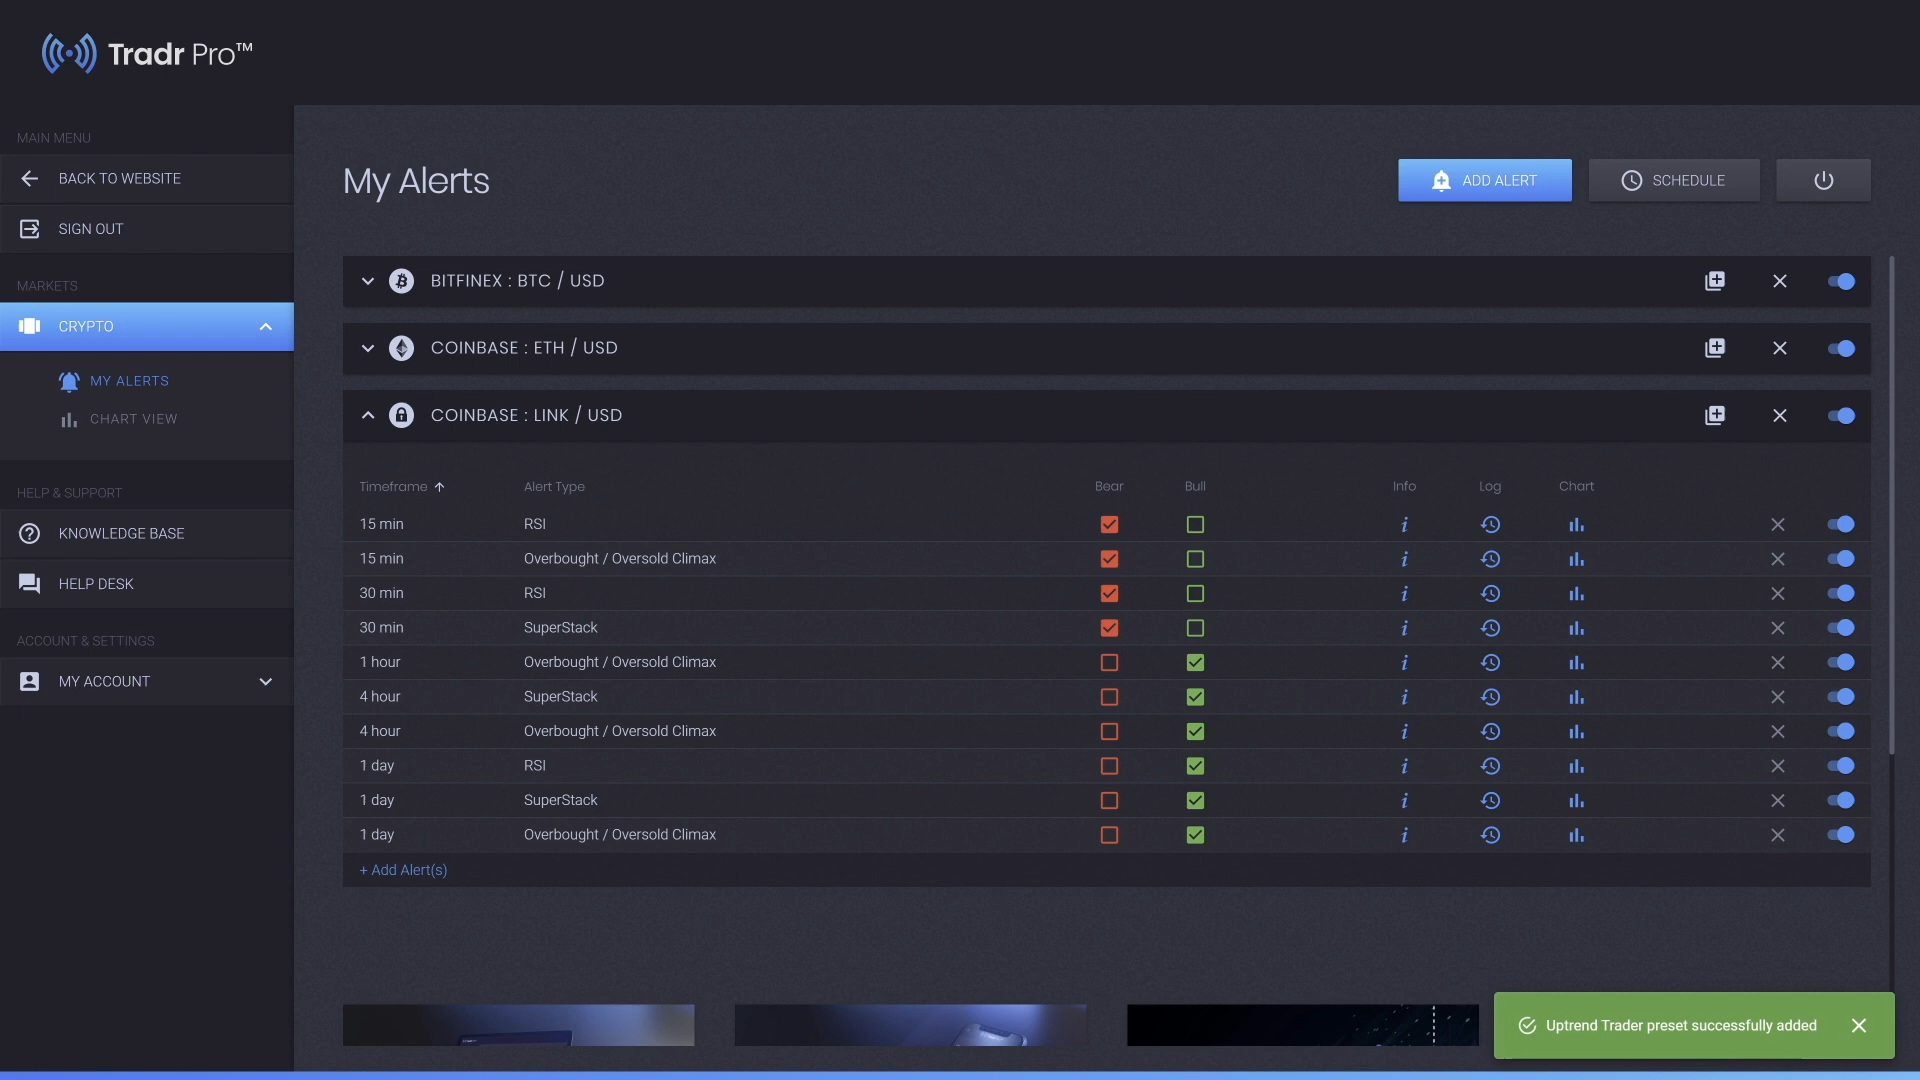 Tradr Pro™
MAIN MENU
BACK TO WEBSITE
SIGN OUT
MARKETS
CRYPTO
MY ALERTS
CHART VIEW
HELP & SUPPORT
KNOWLEDGE BASE
HELP DESK
ACCOUNT & SETTINGS
MY ACCOUNT
My Alerts
ADD ALERT
SCHEDULE
BITFINEX : BTC / USD
COINBASE : ETH / USD
COINBASE : LINK / USD
Timeframe Alert Type Bear Bull Info Log Chart
15 min RSI
15 min Overbought / Oversold Climax
30 min RSI
30 min SuperStack
1 hour Overbought / Oversold Climax
4 hour SuperStack
4 hour Overbought / Oversold Climax
1 day RSI
1 day SuperStack
1 day Overbought / Oversold Climax
+ Add Alert(s)
Uptrend Trader preset successfully added